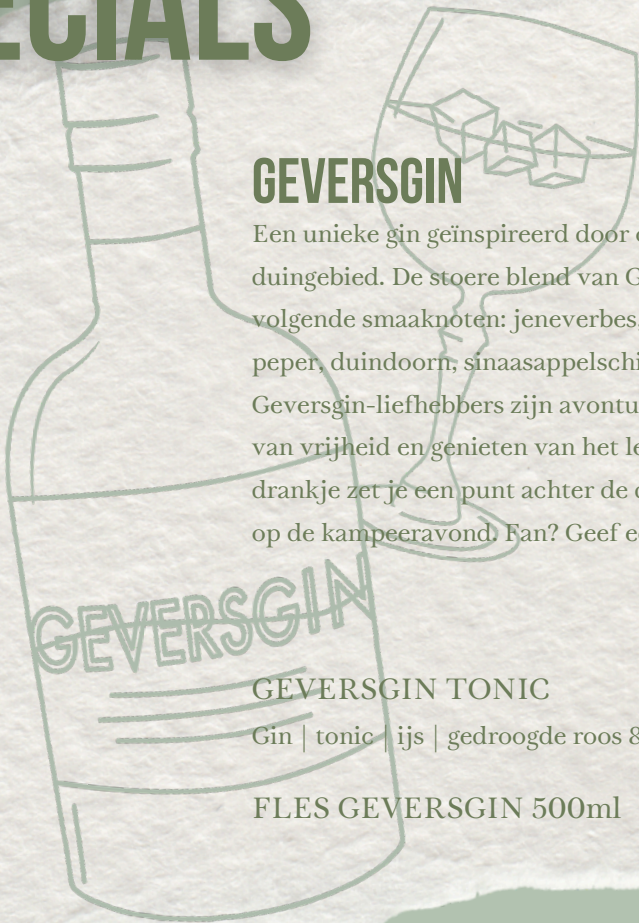 ECIALS
GEVERSGIN
Een unieke gin geïnspireerd door
duingebied. De stoere blend van G
volgende smaaknoten: jeneverbes,
peper, duindoorn, sinaasappelschi
Geversgin-liefhebbers zijn avontu
van vrijheid en genieten van het le
drankje zet je een punt achter de
op de kampeeravond. Fan? Geef e
GEVERSGIN
GEVERSGIN TONIC
Gin | tonic | ijs | gedroogde roos &
FLES GEVERSGIN 500ml